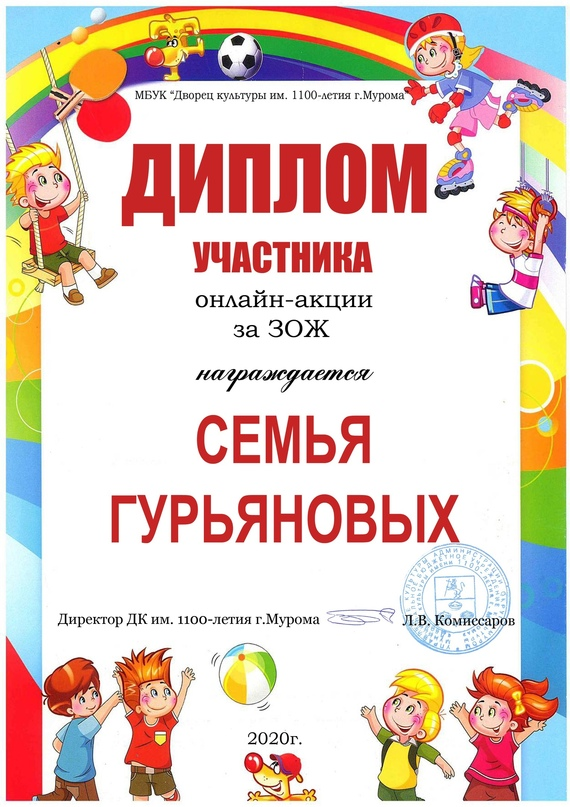 МБУК "Дворец культуры им. 1100-летия г.Мурома"
ДИПЛОМ
УЧАСТНИКА
онлайн-акции
за ЗОЖ
награждается
СЕМЬЯ
ГУРЬЯНОВЫХ
Директор ДК им. 1100-летия г.Мурома Л.В. Комиссаров
2020г.